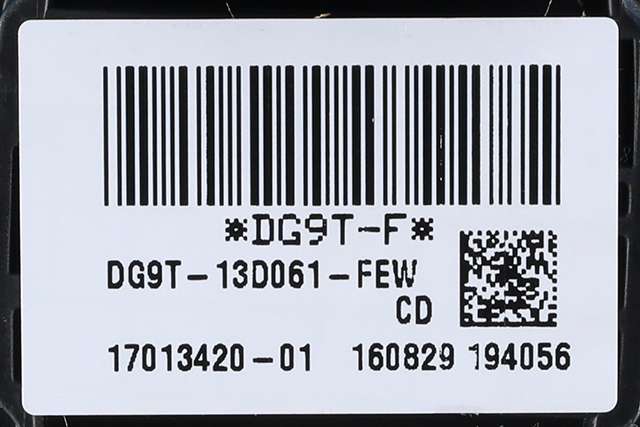 *DG9T-F*
DG9T-13D061-FEW
CD
17013420-01 160829 194056